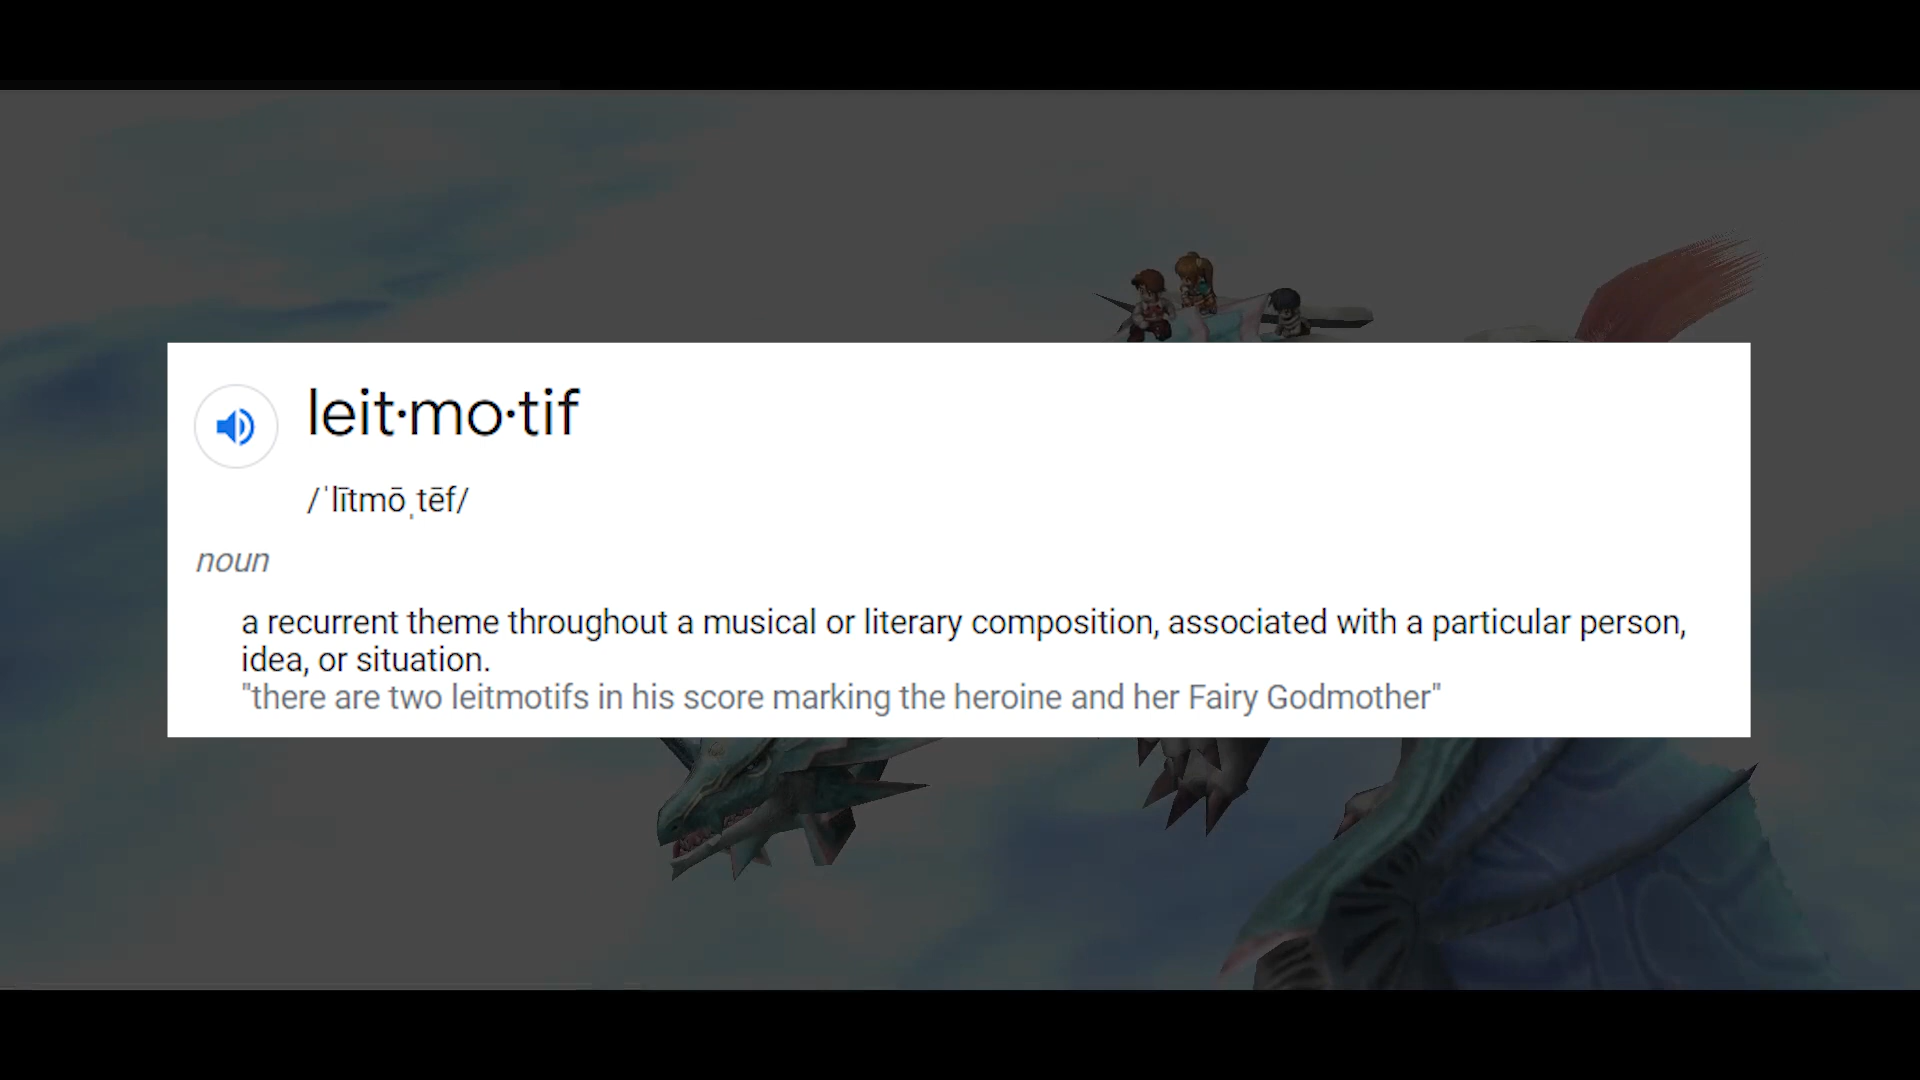 leit·mo·tif
/ˈlītmōˌtēf/
noun
a recurrent theme throughout a musical or literary composition, associated with a particular person,
idea, or situation.
"there are two leitmotifs in his score marking the heroine and her Fairy Godmother"